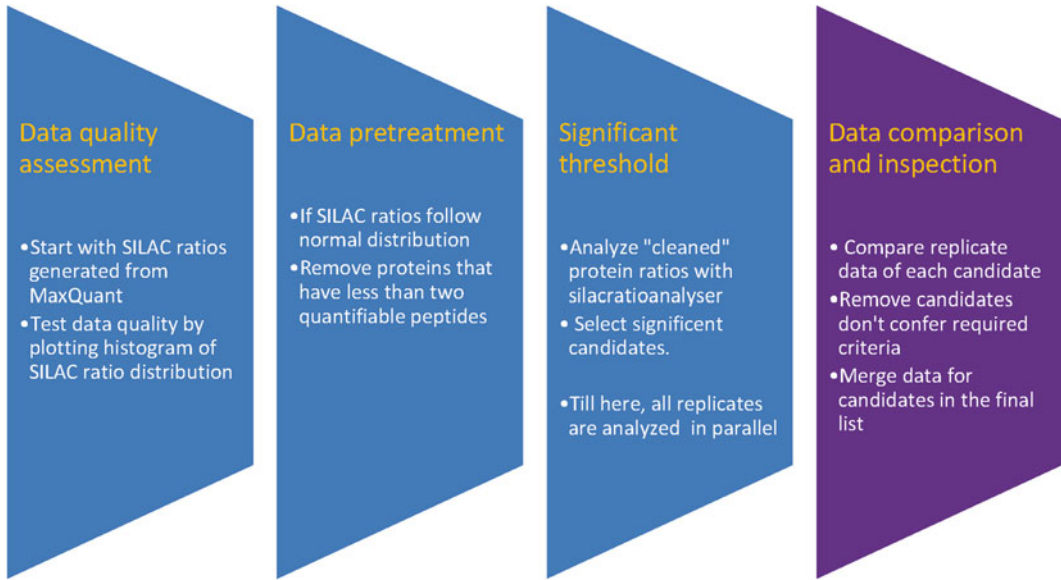 Data quality
assessment
•Start with SILAC ratios
generated from
MaxQuant
•Test data quality by
plotting histogram of
SILAC ratio distribution
Data pretreatment
•If SILAC ratios follow
normal distribution
•Remove proteins that
have less than two
quantifiable peptides
Significant
threshold
•Analyze "cleaned"
protein ratios with
silacratioanalyser
• Select significent
candidates.
•Till here, all replicates
are analyzed in parallel
Data comparison
and inspection
• Compare replicate
data of each candidate
•Remove candidates
don't confer required
criteria
•Merge data for
candidates in the final
list